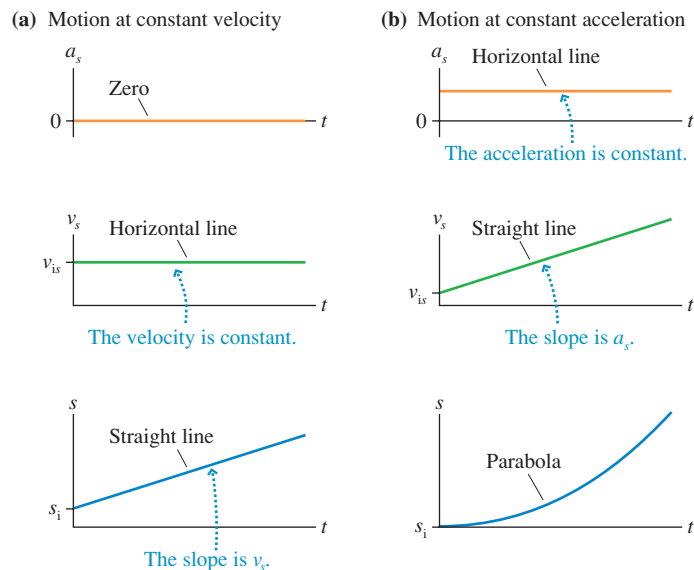 (a) Motion at constant velocity
a_s
Zero
0
t
v_s
Horizontal line
v_is
t
The velocity is constant.
s
Straight line
s_i
t
The slope is v_s.
(b) Motion at constant acceleration
a_s
Horizontal line
0
t
The acceleration is constant.
v_s
Straight line
v_is
t
The slope is a_s.
s
Parabola
s_i
t